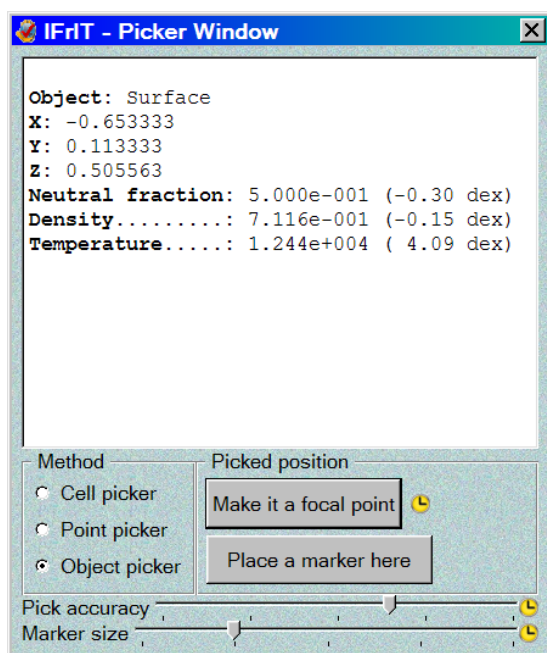 IFrIT - Picker Window
Object: Surface
X: -0.653333
Y: 0.113333
Z: 0.505563
Neutral fraction: 5.000e-001 (-0.30 dex)
Density.........: 7.116e-001 (-0.15 dex)
Temperature.....: 1.244e+004 ( 4.09 dex)
Method
Cell picker
Point picker
Object picker
Picked position
Make it a focal point
Place a marker here
Pick accuracy
Marker size